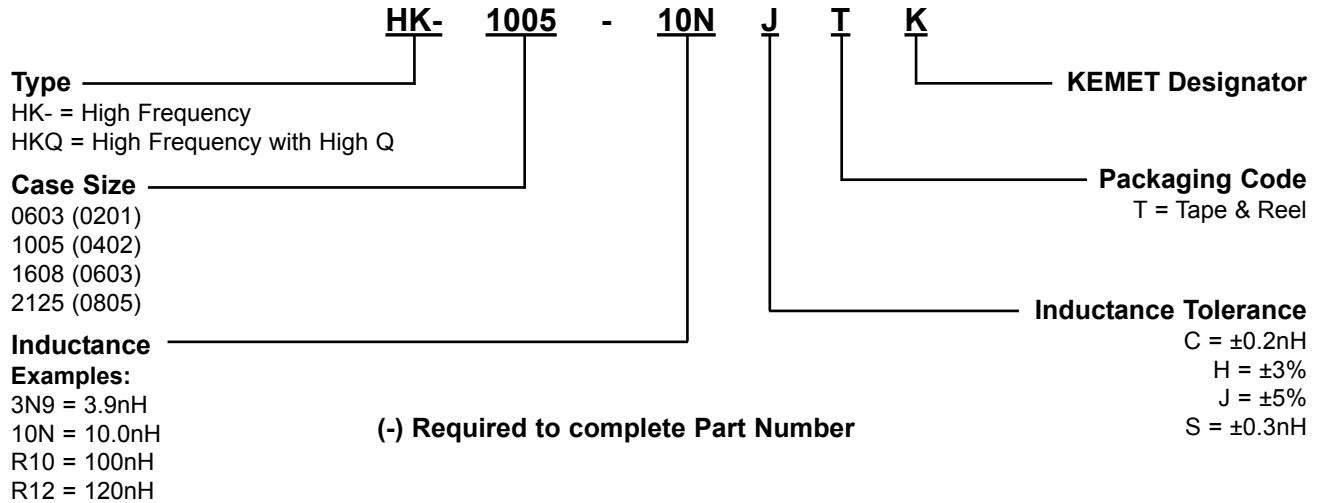 HK- 1005 - 10N J T K
Type
HK- = High Frequency
HKQ = High Frequency with High Q
Case Size
0603 (0201)
1005 (0402)
1608 (0603)
2125 (0805)
Inductance
Examples:
3N9 = 3.9nH
10N = 10.0nH
R10 = 100nH
R12 = 120nH
(-) Required to complete Part Number
KEMET Designator
Packaging Code
T = Tape & Reel
Inductance Tolerance
C = ±0.2nH
H = ±3%
J = ±5%
S = ±0.3nH